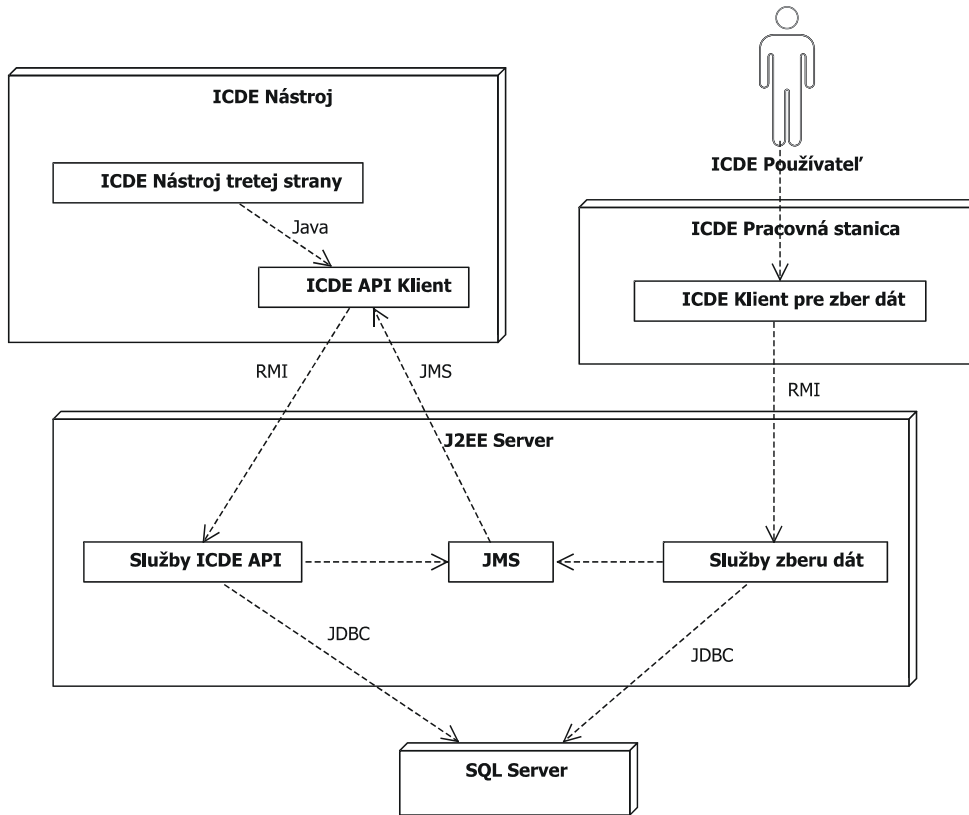 ICDE Nástroj
ICDE Nástroj tretej strany
Java
ICDE API Klient
ICDE Používateľ
ICDE Pracovná stanica
ICDE Klient pre zber dát
RMI
JMS
RMI
J2EE Server
Služby ICDE API
JMS
Služby zberu dát
JDBC
JDBC
SQL Server